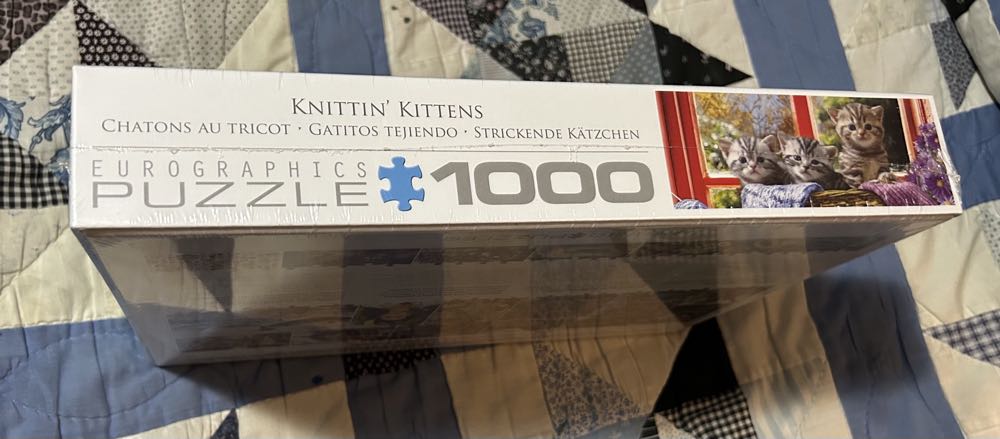 Knittin' Kittens
Chatons au tricot · Gatitos tejiendo · Strickende Kätzchen
EUROGRAPHICS
PUZZLE 1000